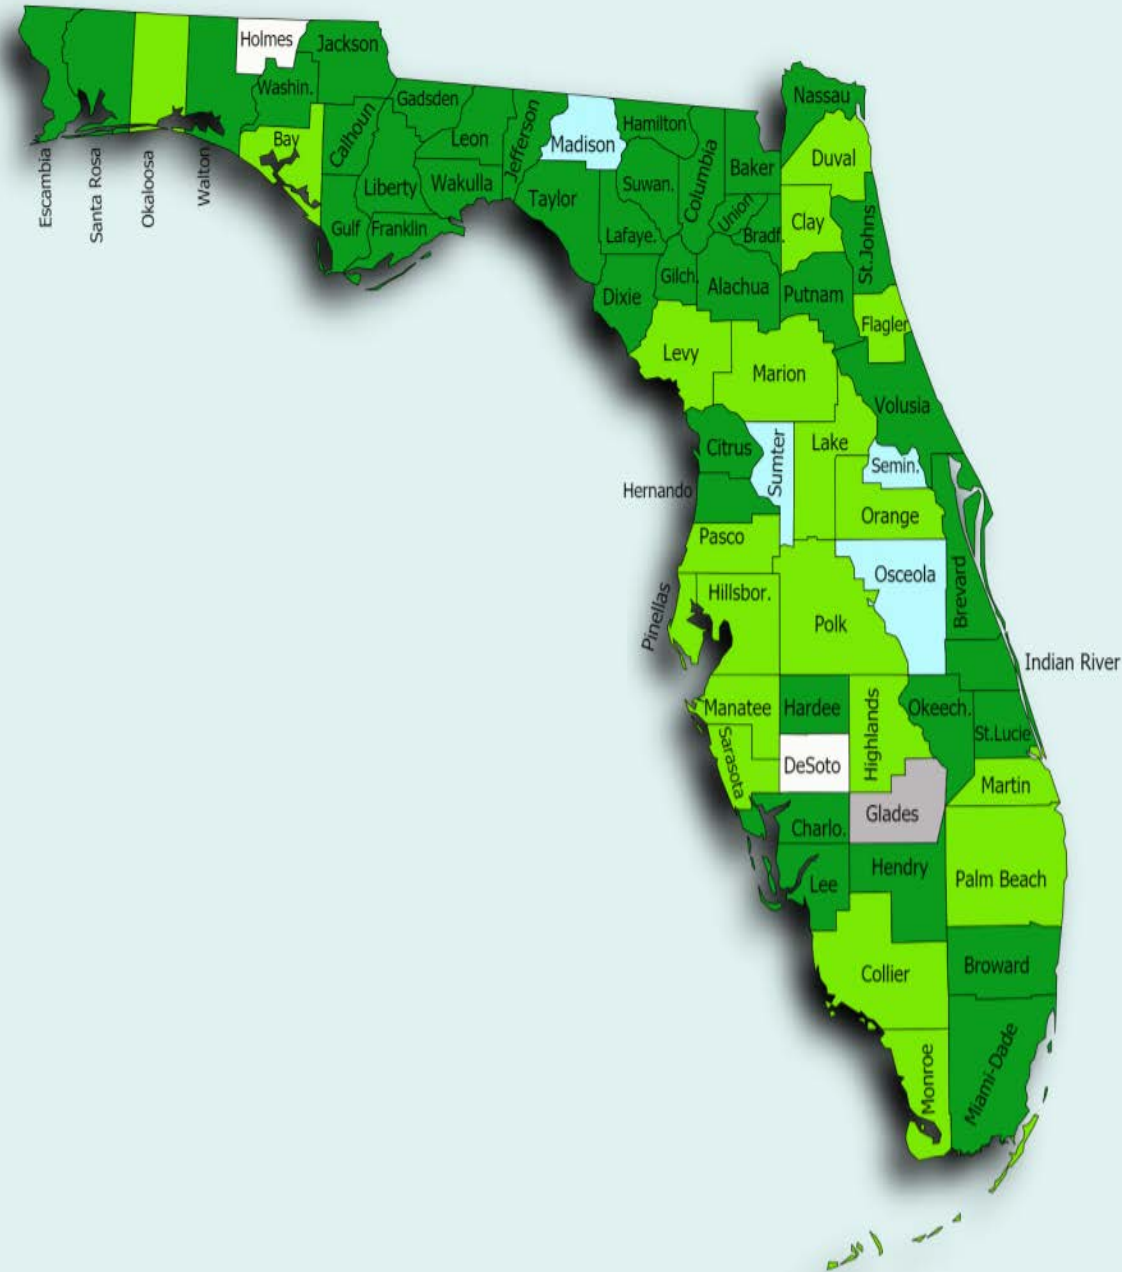 Holmes
Jackson
Washin.
Bay
Calhoun
Gadsden
Leon
Jefferson
Madison
Hamilton
Columbia
Baker
Nassau
Duval
Escambia
Santa Rosa
Okaloosa
Walton
Gulf
Liberty
Franklin
Wakulla
Taylor
Suwan.
Lafaye.
Union
Bradf.
Clay
St.Johns
Dixie
Gilch.
Alachua
Putnam
Flagler
Levy
Marion
Volusia
Citrus
Sumter
Lake
Semin.
Hernando
Orange
Pasco
Osceola
Brevard
Pinellas
Hillsbor.
Polk
Indian River
Manatee
Hardee
Highlands
Okeech.
St.Lucie
Sarasota
DeSoto
Martin
Charlo.
Glades
Lee
Hendry
Palm Beach
Collier
Broward
Monroe
Miami-Dade